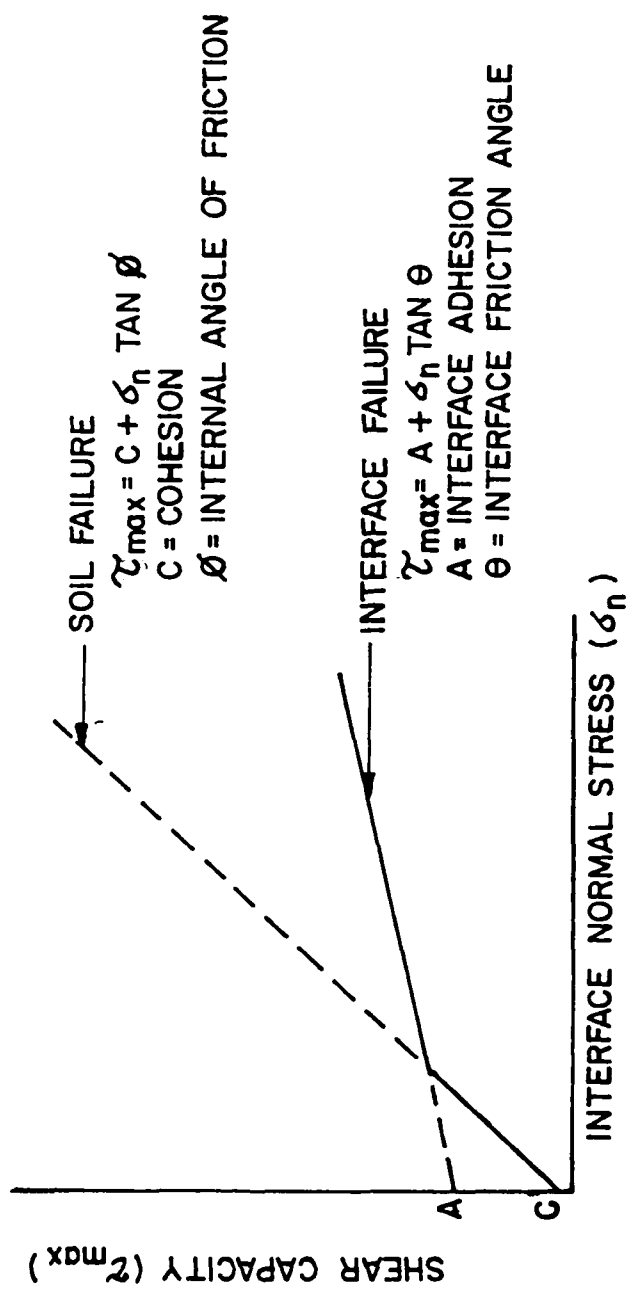 SOIL FAILURE
τmax = C + σn TAN Ø
C = COHESION
Ø = INTERNAL ANGLE OF FRICTION
INTERFACE FAILURE
τmax = A + σn TAN θ
A = INTERFACE ADHESION
θ = INTERFACE FRICTION ANGLE
SHEAR CAPACITY (τmax)
A
C
INTERFACE NORMAL STRESS (σn)